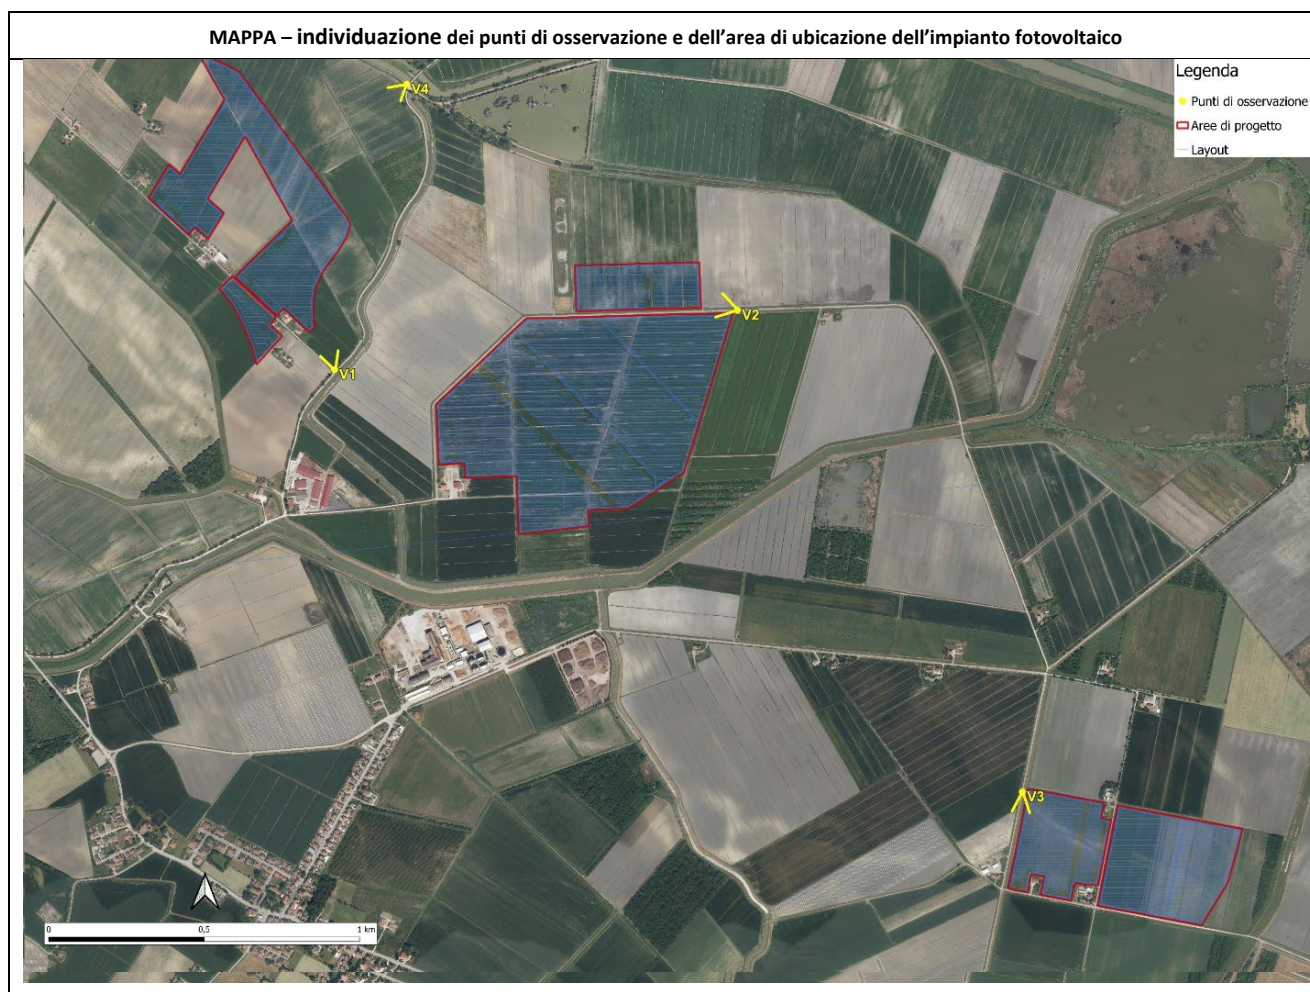 MAPPA – individuazione dei punti di osservazione e dell'area di ubicazione dell'impianto fotovoltaico
Legenda
Punti di osservazione
Aree di progetto
Layout
V4
V2
V1
V3
0 0,5 1 km